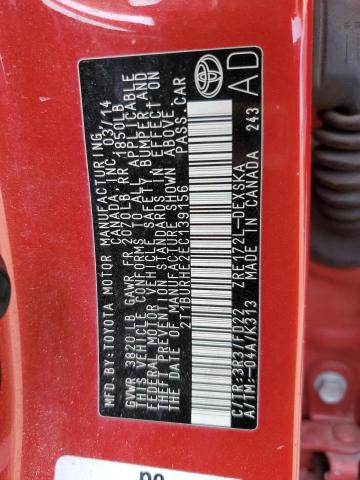 MFD.BY:TOYOTA MOTOR MANUFACTURING
CANADA,INC. 03/14
GVWR 3820LB GAWR FR 2070LB RR 1850LB
THIS VEHICLE CONFORMS TO ALL APPLICABLE
FEDERAL MOTOR VEHICLE SAFETY,BUMPER,AND
THEFT PREVENTION STANDARDS IN EFFECT ON
THE DATE OF MANUFACTURE SHOWN ABOVE.
2T1BURHE2EC139156 PASS.CAR
AD
C/TR:3R3/FD22 ZRE172L-DEXSKA
A/TM:-04A/K313 MADE IN CANADA 243